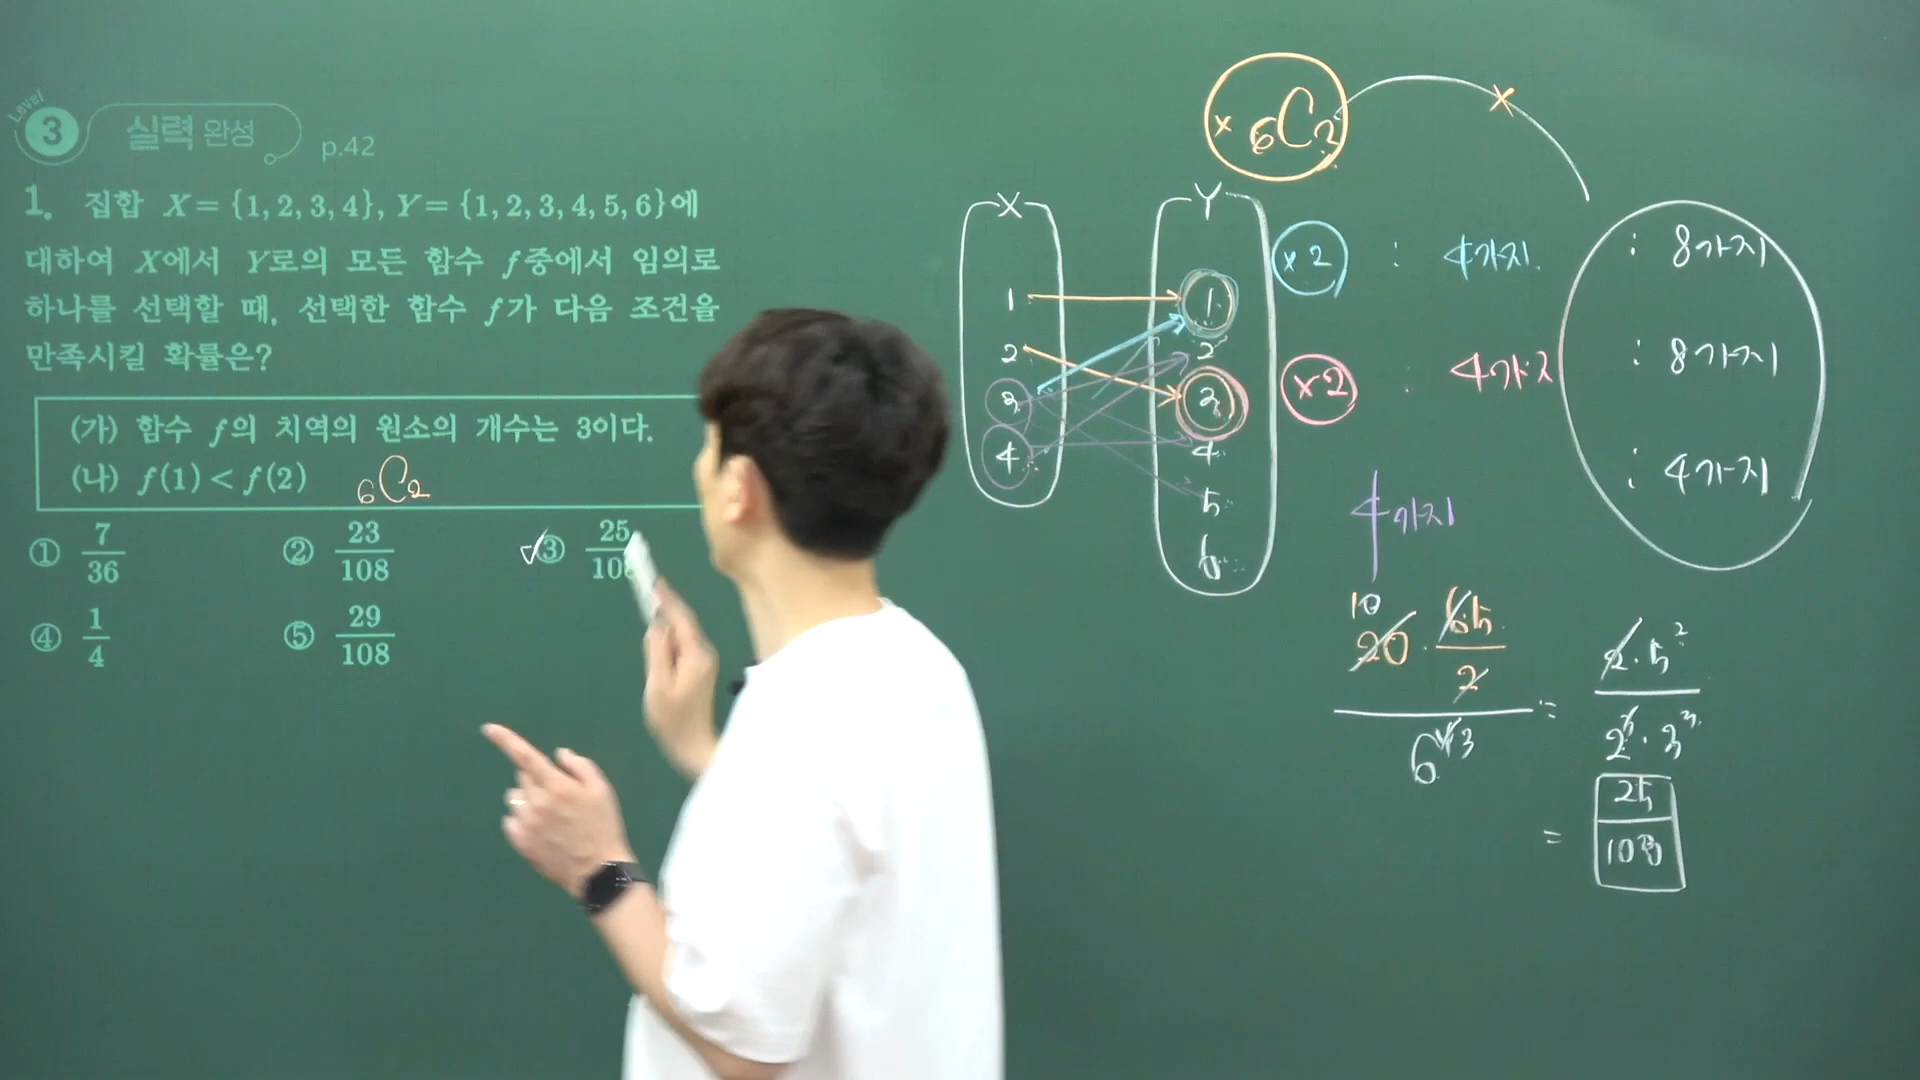 Level 3 실력 완성 p.42
1. 집합 X = {1, 2, 3, 4}, Y = {1, 2, 3, 4, 5, 6}에
대하여 X에서 Y로의 모든 함수 f중에서 임의로
하나를 선택할 때, 선택한 함수 f가 다음 조건을
만족시킬 확률은?
(가) 함수 f의 치역의 원소의 개수는 3이다.
(나) f(1) < f(2) ₆C₂
① 7/36 ② 23/108 ③ 25/10
④ 1/4 ⑤ 29/108
× ₆C₂ ×
X Y
1 1
2 2
3 3
4 4
5
6
×2 : 4가지 : 8가지
×2 : 4가지 : 8가지
4가지 : 4가지
10
20 · 6·5/2 / 6⁴ ³ = 2·5² / 2³·3³
= 25/108